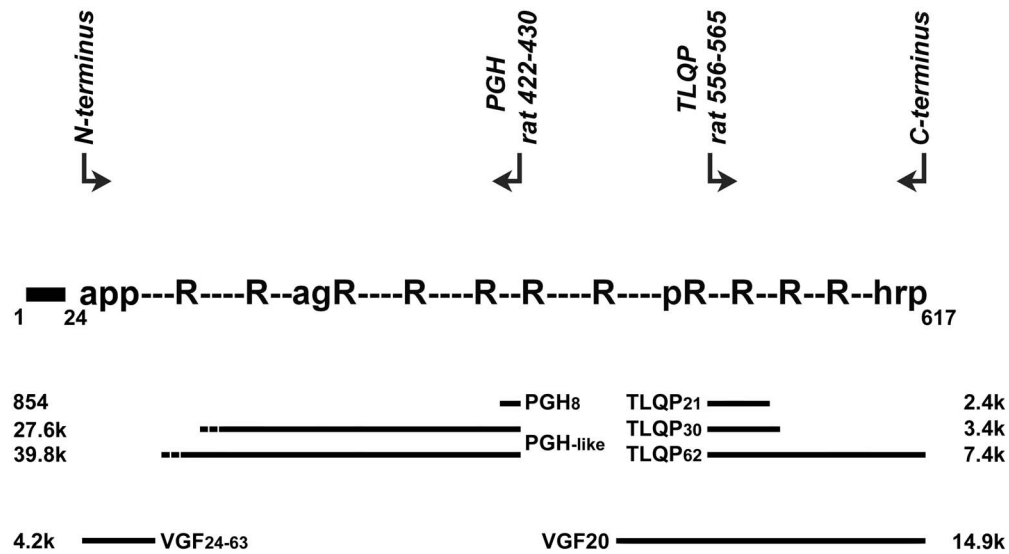 N-terminus
PGH
rat 422-430
TLQP
rat 556-565
C-terminus
app---R----R--agR----R----R--R----R----pR--R--R--R--hrp
1 24 617
854 PGH8 TLQP21 2.4k
27.6k TLQP30 3.4k
PGH-like
39.8k TLQP62 7.4k
4.2k VGF24-63 VGF20 14.9k